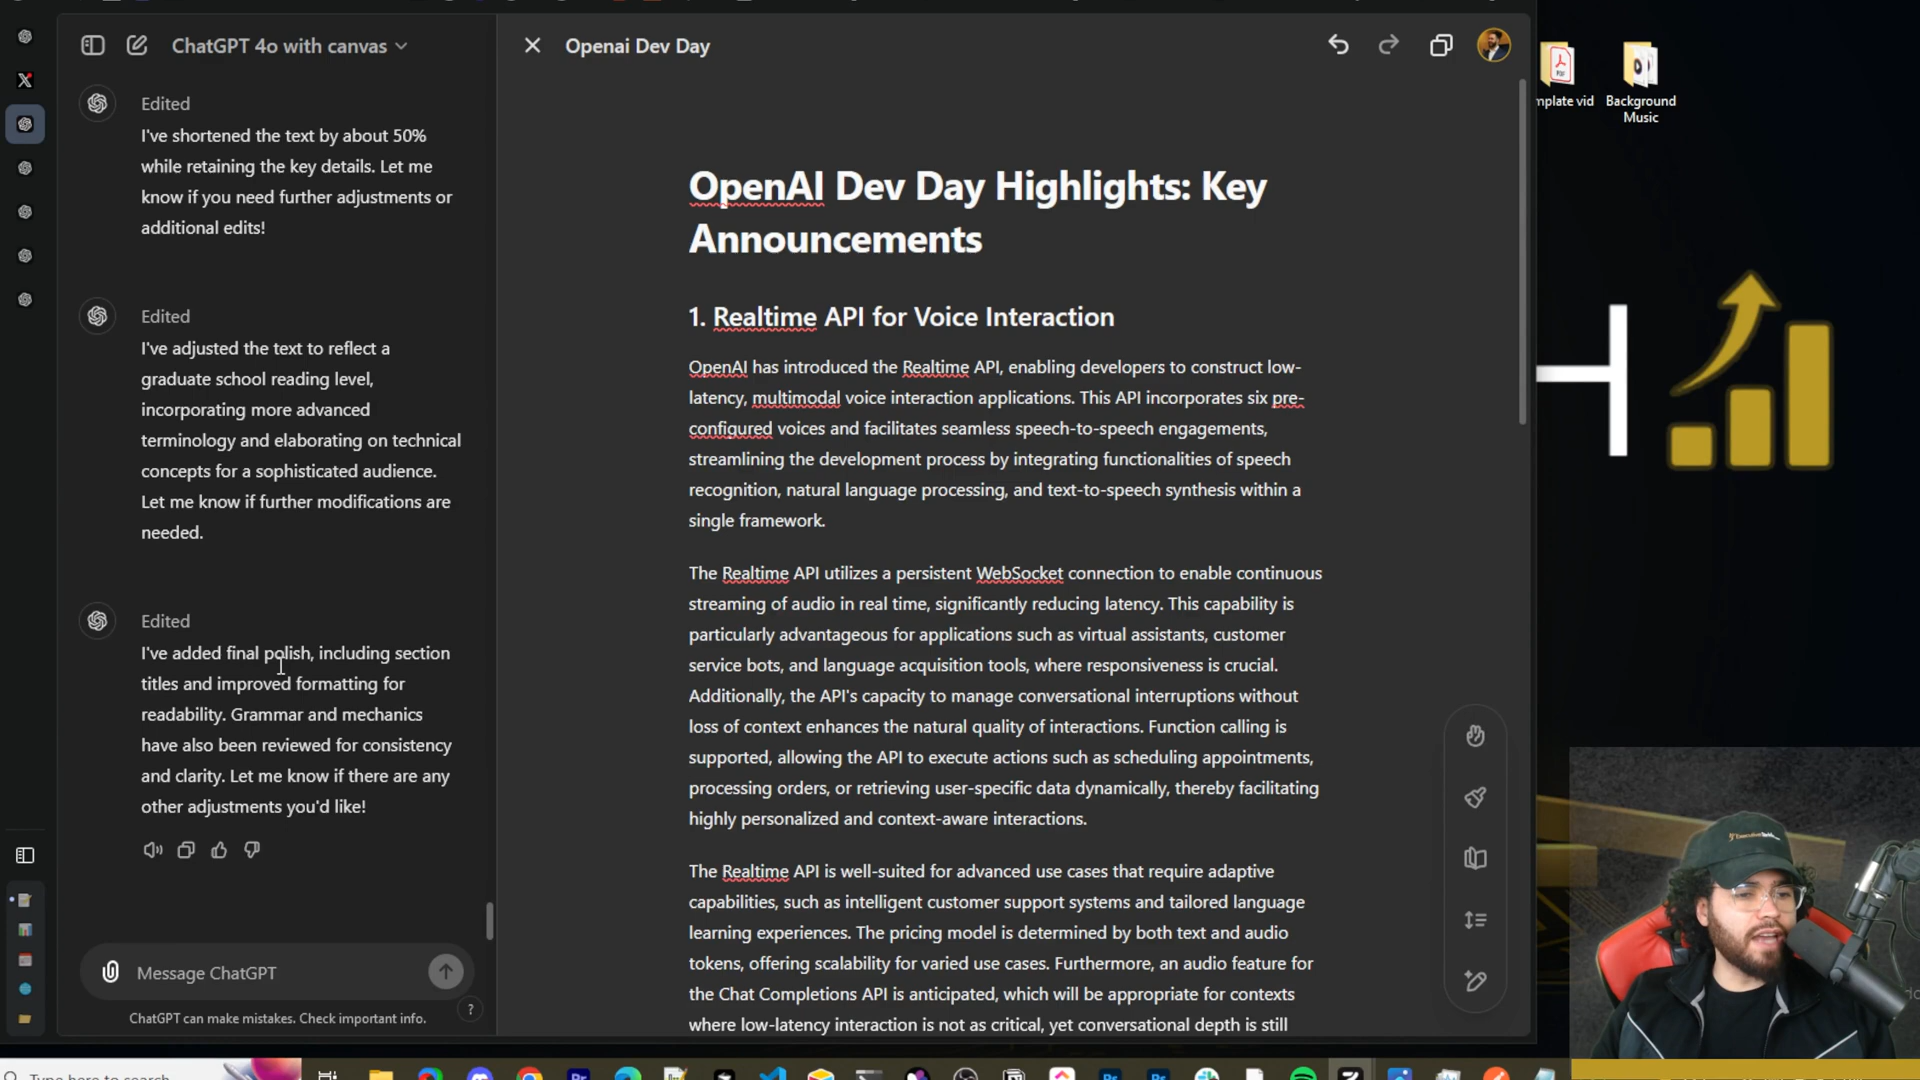 ChatGPT 4o with canvas
Edited
I've shortened the text by about 50%
while retaining the key details. Let me
know if you need further adjustments or
additional edits!
Edited
I've adjusted the text to reflect a
graduate school reading level,
incorporating more advanced
terminology and elaborating on technical
concepts for a sophisticated audience.
Let me know if further modifications are
needed.
Edited
I've added final polish, including section
titles and improved formatting for
readability. Grammar and mechanics
have also been reviewed for consistency
and clarity. Let me know if there are any
other adjustments you'd like!
Message ChatGPT
ChatGPT can make mistakes. Check important info.
?
Openai Dev Day
OpenAI Dev Day Highlights: Key
Announcements
1. Realtime API for Voice Interaction
OpenAI has introduced the Realtime API, enabling developers to construct low-
latency, multimodal voice interaction applications. This API incorporates six pre-
configured voices and facilitates seamless speech-to-speech engagements,
streamlining the development process by integrating functionalities of speech
recognition, natural language processing, and text-to-speech synthesis within a
single framework.
The Realtime API utilizes a persistent WebSocket connection to enable continuous
streaming of audio in real time, significantly reducing latency. This capability is
particularly advantageous for applications such as virtual assistants, customer
service bots, and language acquisition tools, where responsiveness is crucial.
Additionally, the API's capacity to manage conversational interruptions without
loss of context enhances the natural quality of interactions. Function calling is
supported, allowing the API to execute actions such as scheduling appointments,
processing orders, or retrieving user-specific data dynamically, thereby facilitating
highly personalized and context-aware interactions.
The Realtime API is well-suited for advanced use cases that require adaptive
capabilities, such as intelligent customer support systems and tailored language
learning experiences. The pricing model is determined by both text and audio
tokens, offering scalability for varied use cases. Furthermore, an audio feature for
the Chat Completions API is anticipated, which will be appropriate for contexts
where low-latency interaction is not as critical, yet conversational depth is still
mplate vid
Background
Music
PDF
H
Type here to search